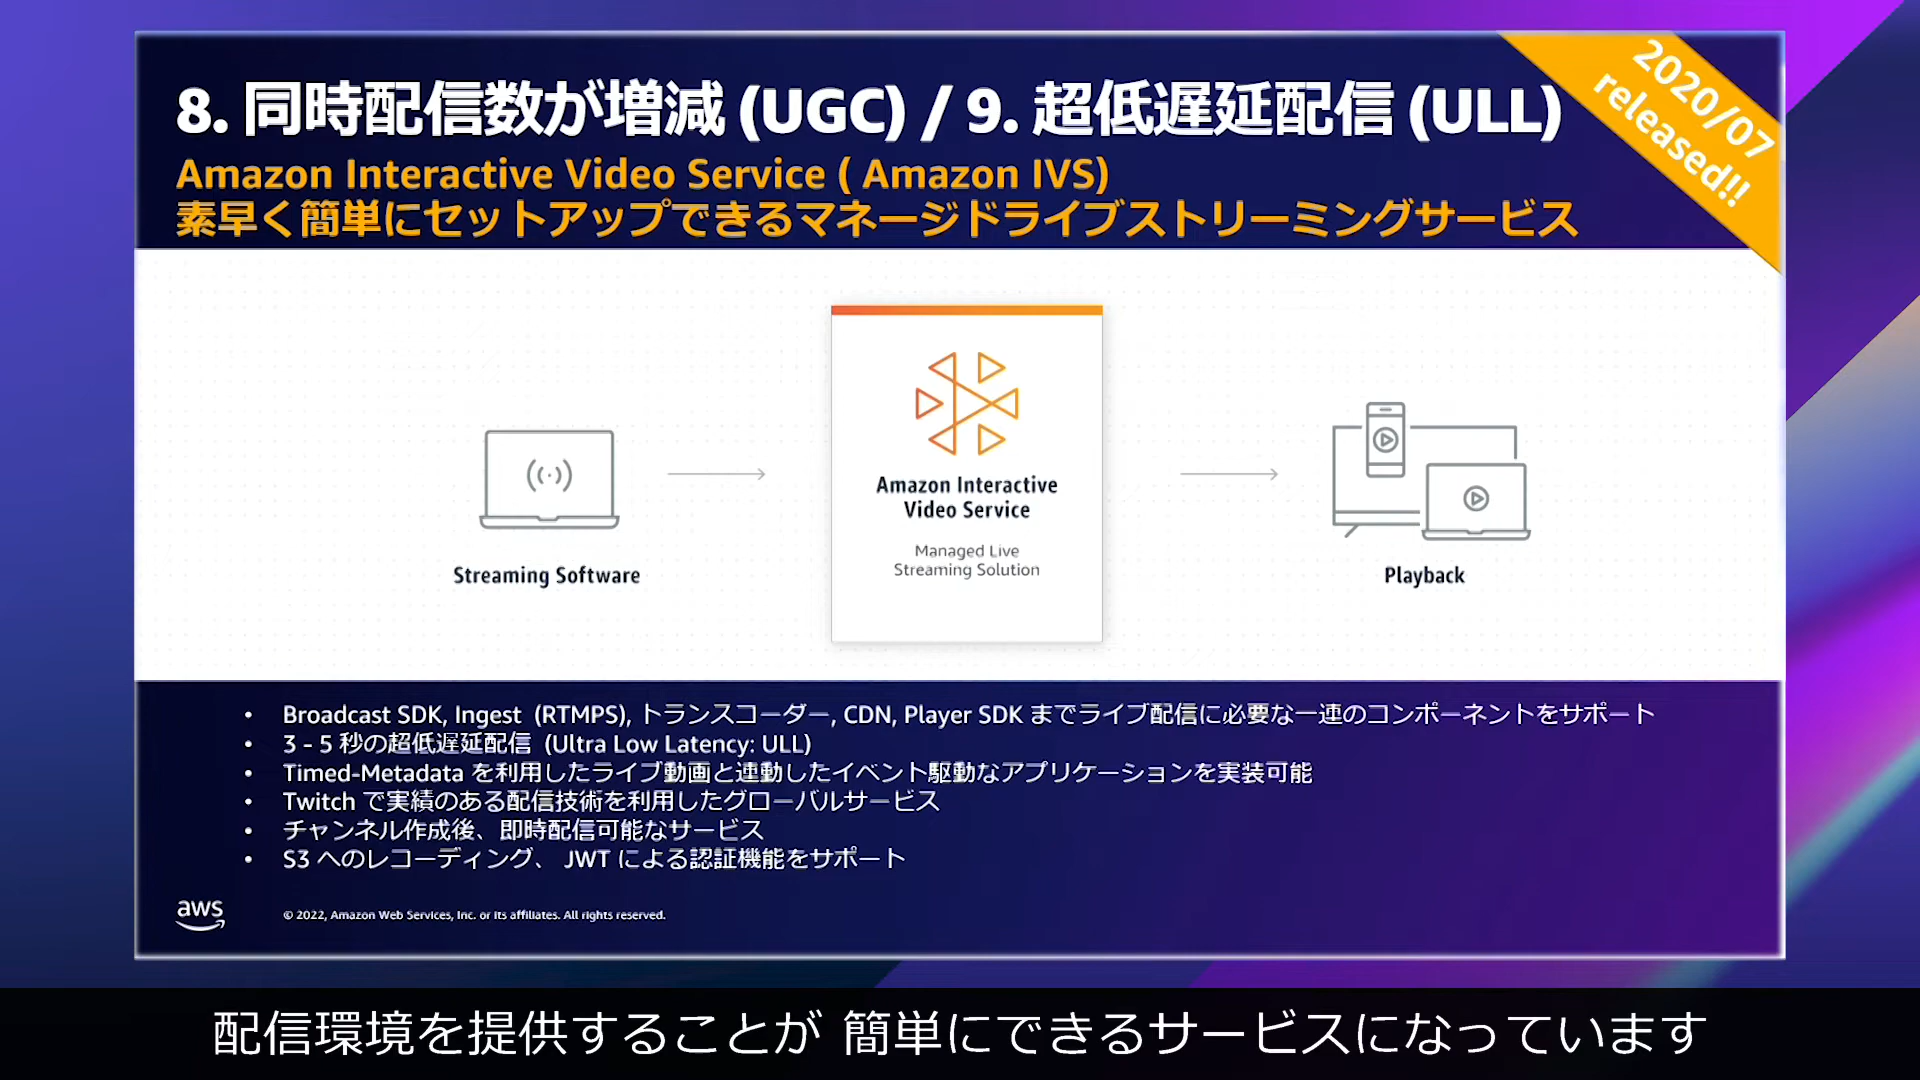 8. 同時配信数が増減 (UGC) / 9. 超低遅延配信 (ULL)
2020/07
released!!
Amazon Interactive Video Service ( Amazon IVS)
素早く簡単にセットアップできるマネージドライブストリーミングサービス
Streaming Software
Amazon Interactive
Video Service
Managed Live
Streaming Solution
Playback
• Broadcast SDK, Ingest (RTMPS), トランスコーダー, CDN, Player SDK までライブ配信に必要な一連のコンポーネントをサポート
• 3 - 5 秒の超低遅延配信 (Ultra Low Latency: ULL)
• Timed-Metadata を利用したライブ動画と連動したイベント駆動なアプリケーションを実装可能
• Twitch で実績のある配信技術を利用したグローバルサービス
• チャンネル作成後、即時配信可能なサービス
• S3 へのレコーディング、 JWT による認証機能をサポート
aws
© 2022, Amazon Web Services, Inc. or its affiliates. All rights reserved.
配信環境を提供することが 簡単にできるサービスになっています